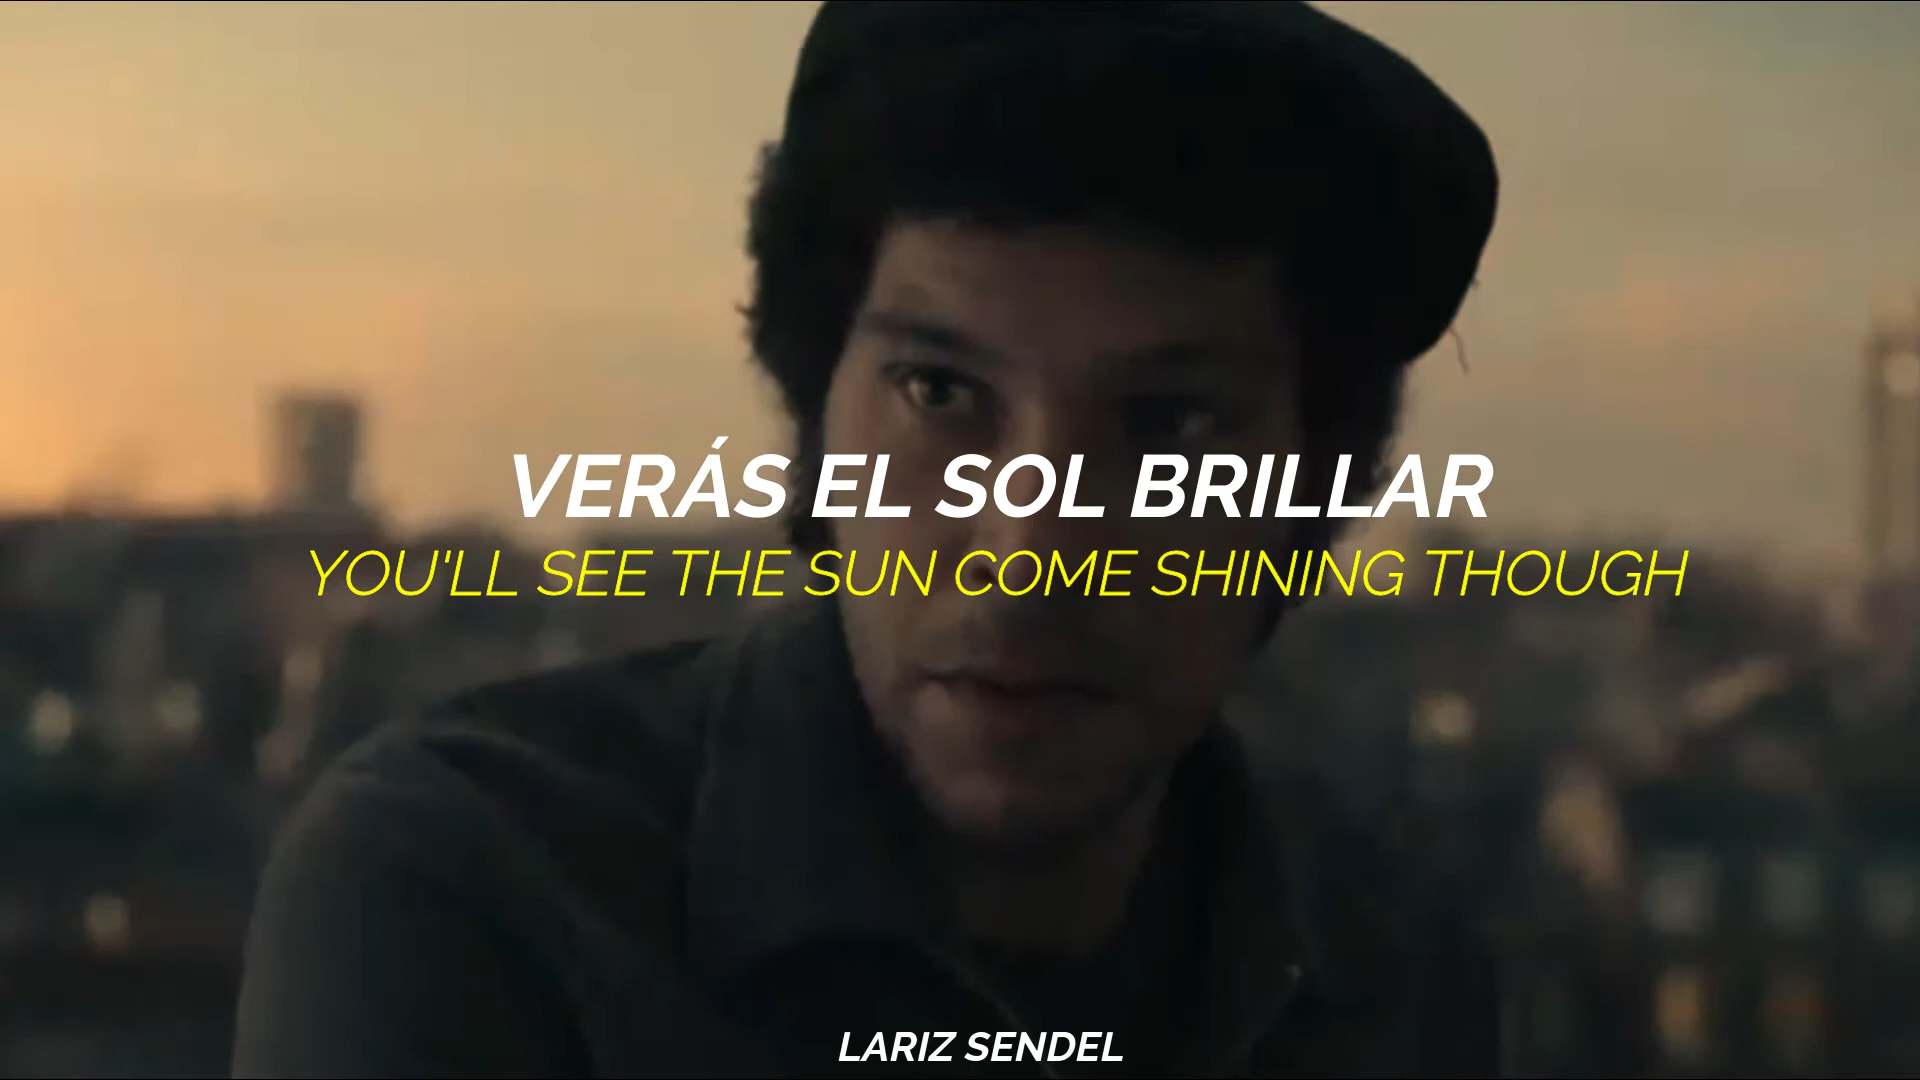 VERÁS EL SOL BRILLAR
YOU'LL SEE THE SUN COME SHINING THOUGH
LARIZ SENDEL